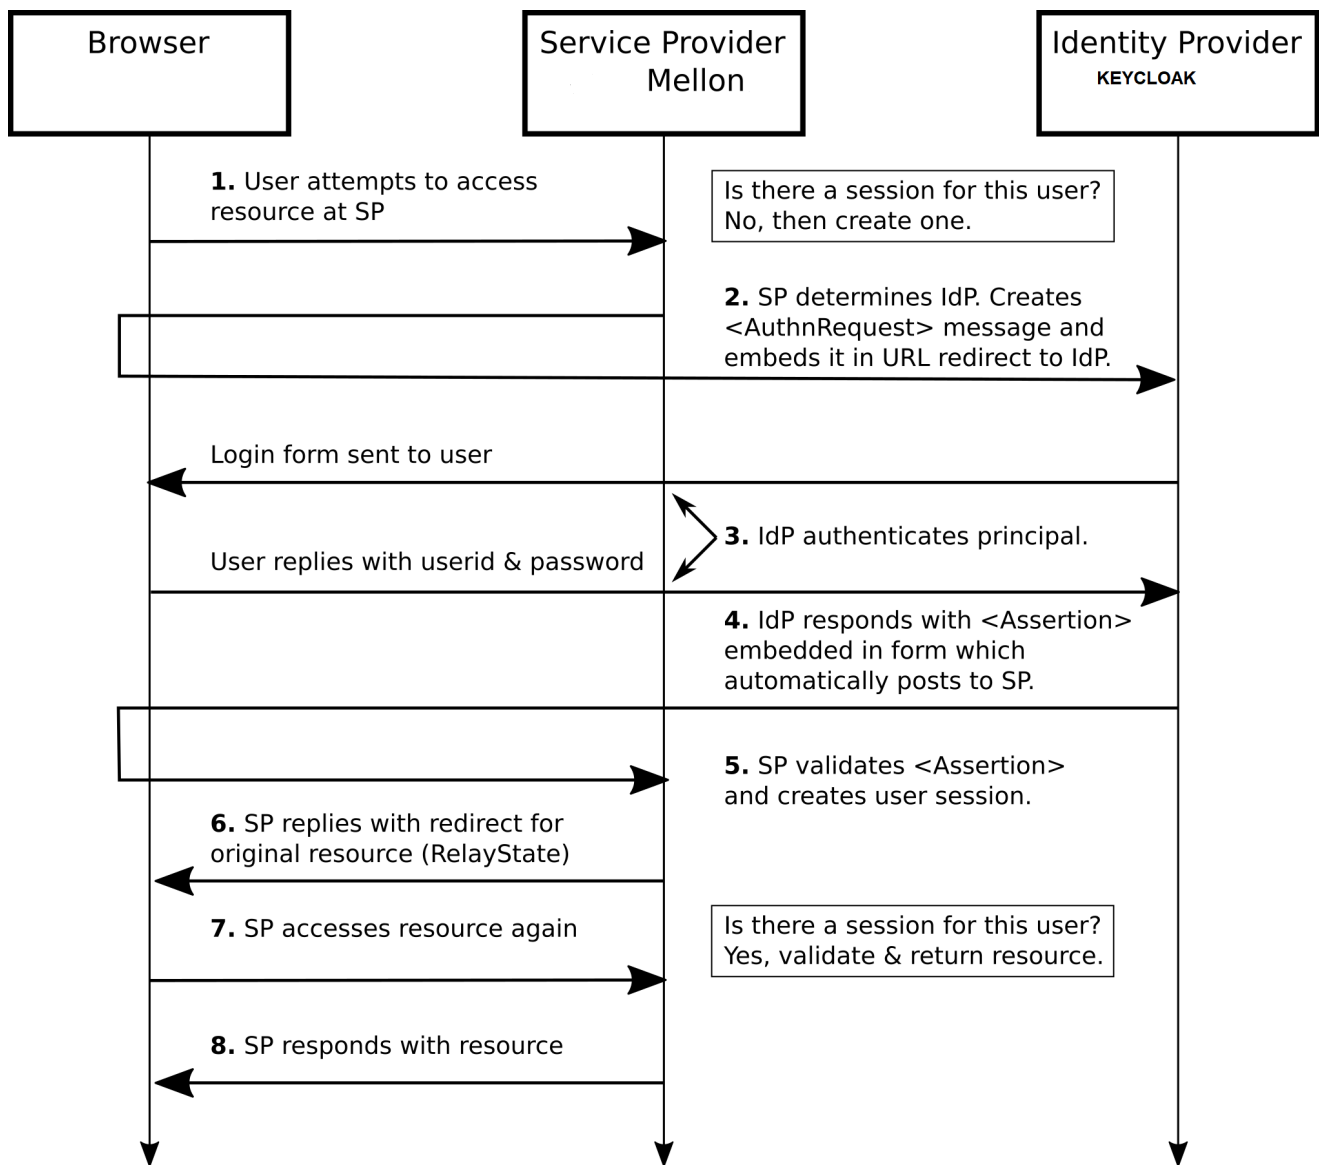 Browser
Service Provider
Mellon
Identity Provider
KEYCLOAK
1. User attempts to access
resource at SP
Is there a session for this user?
No, then create one.
2. SP determines IdP. Creates
<AuthnRequest> message and
embeds it in URL redirect to IdP.
Login form sent to user
3. IdP authenticates principal.
User replies with userid & password
4. IdP responds with <Assertion>
embedded in form which
automatically posts to SP.
5. SP validates <Assertion>
and creates user session.
6. SP replies with redirect for
original resource (RelayState)
7. SP accesses resource again
Is there a session for this user?
Yes, validate & return resource.
8. SP responds with resource